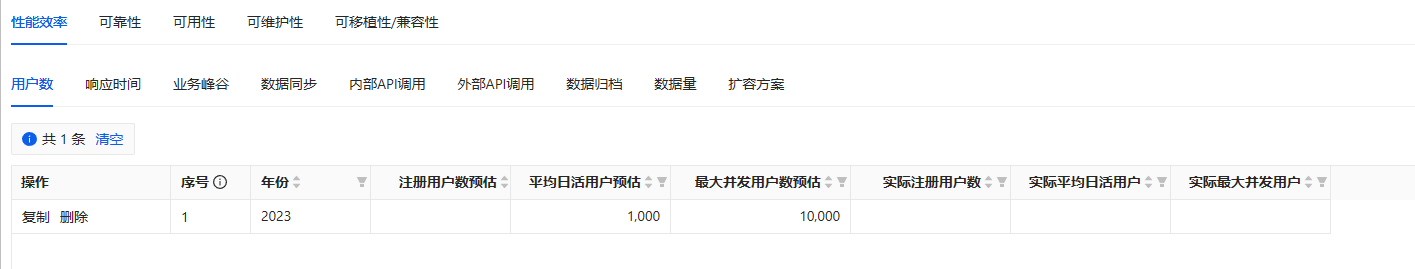 性能效率 可靠性 可用性 可维护性 可移植性/兼容性
用户数 响应时间 业务峰谷 数据同步 内部API调用 外部API调用 数据归档 数据量 扩容方案
共 1 条 清空
操作 序号 年份 注册用户数预估 平均日活用户预估 最大并发用户数预估 实际注册用户数 实际平均日活用户 实际最大并发用户
复制 删除 1 2023 1,000 10,000